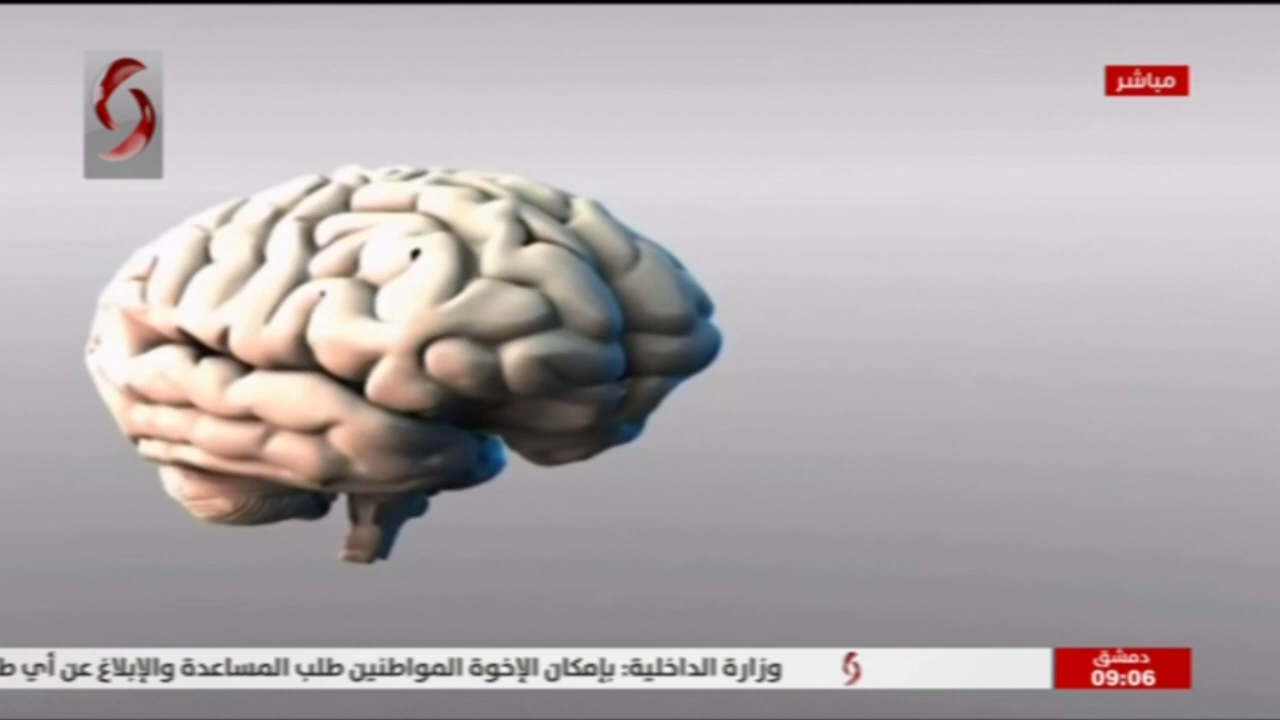 مباشر
وزارة الداخلية: بإمكان الإخوة المواطنين طلب المساعدة والإبلاغ عن أي
دمشق
09:06